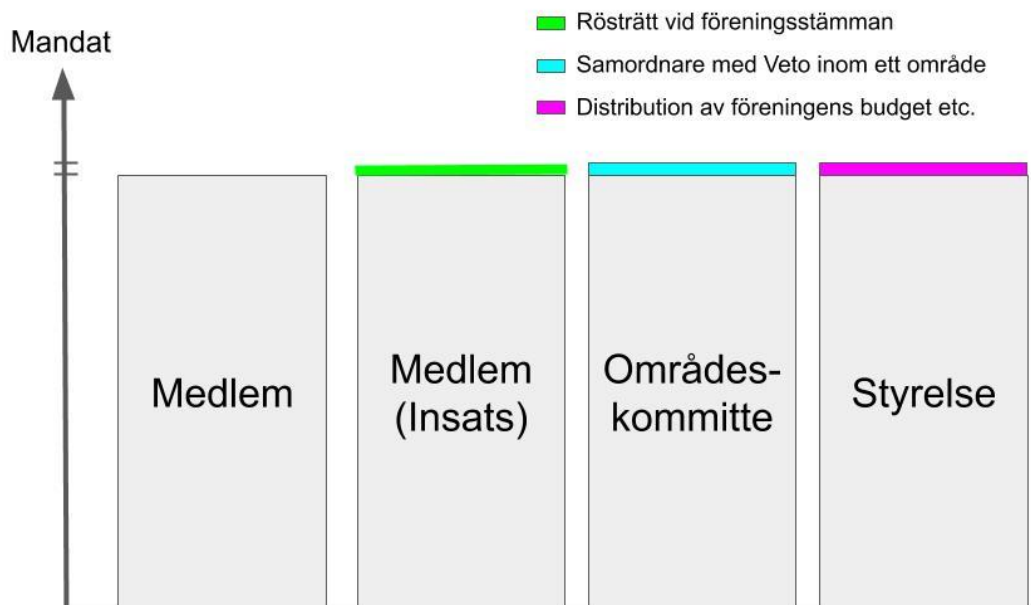 Mandat
Rösträtt vid föreningsstämman
Samordnare med Veto inom ett område
Distribution av föreningens budget etc.
Medlem
Medlem
(Insats)
Områdes-
kommitte
Styrelse